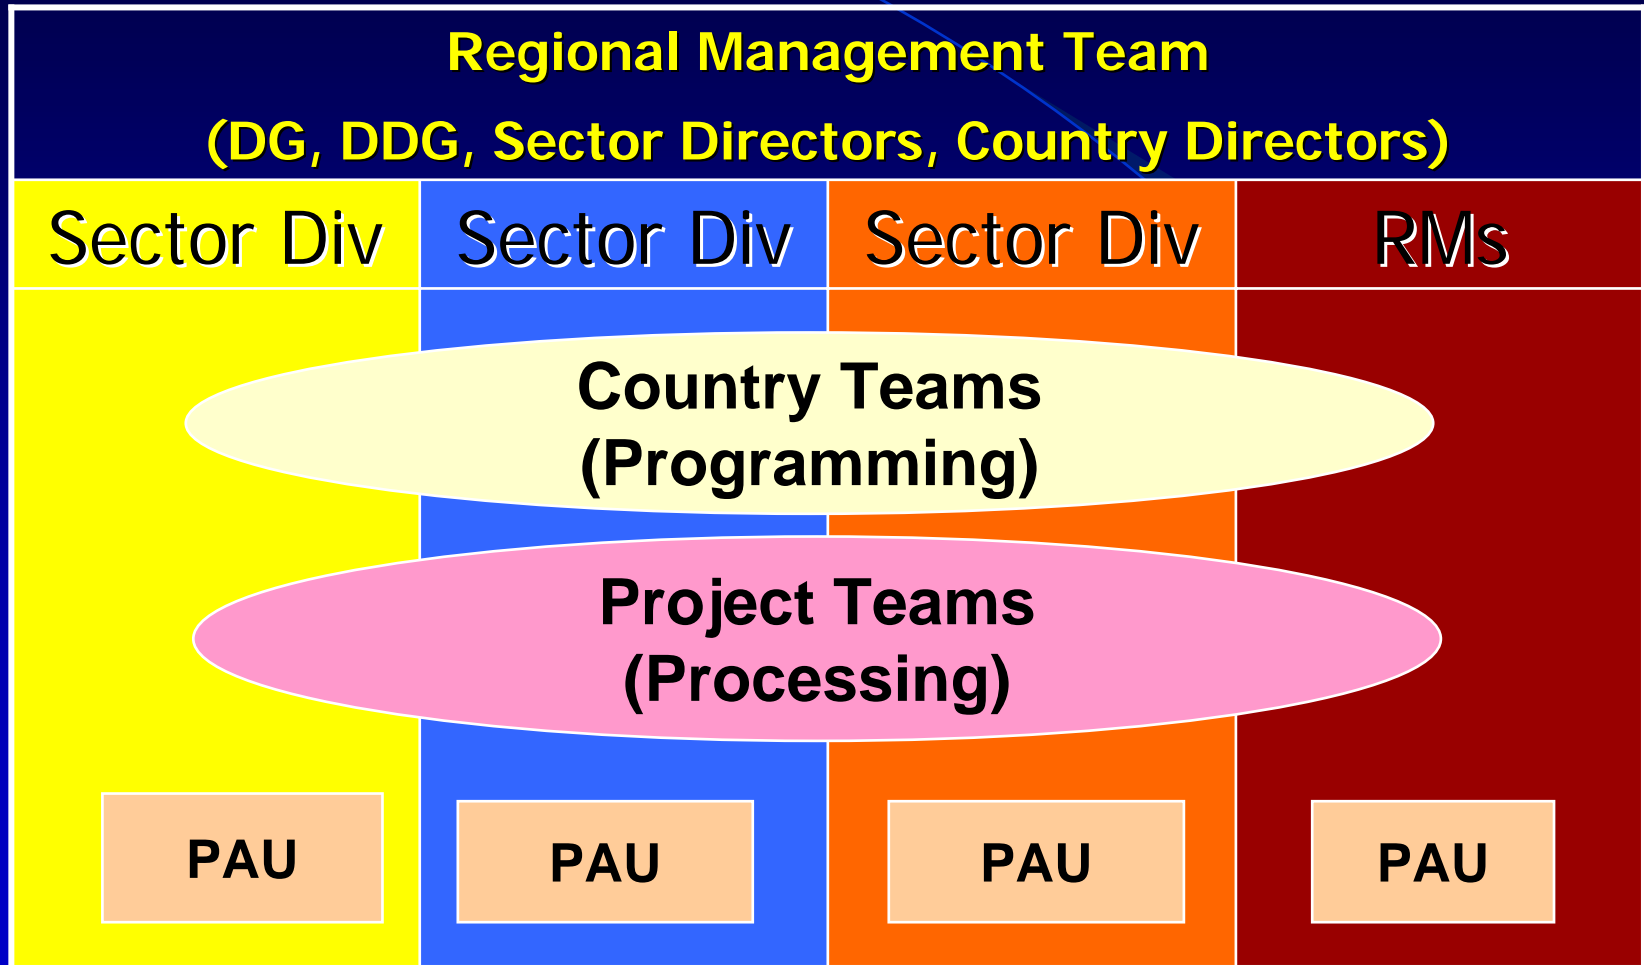 Regional Management Team
(DG, DDG, Sector Directors, Country Directors)
Sector Div
Sector Div
Sector Div
RMs
Country Teams
(Programming)
Project Teams
(Processing)
PAU
PAU
PAU
PAU